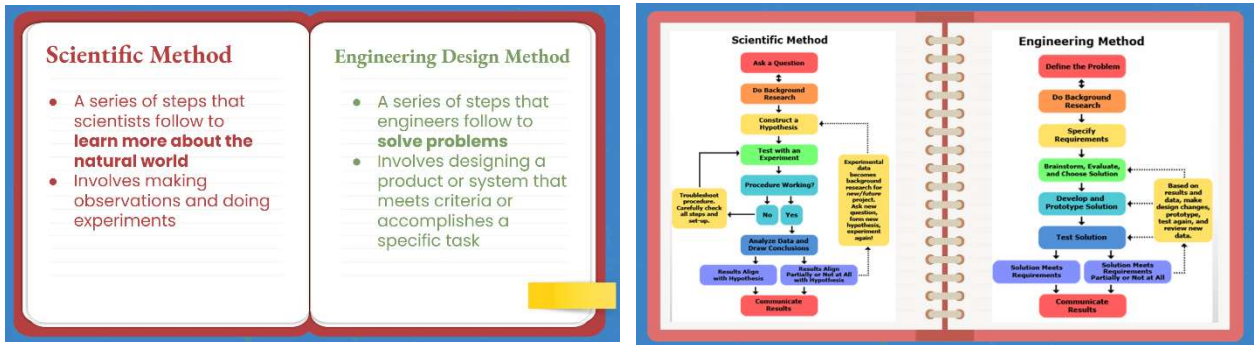 Scientific Method
● A series of steps that
scientists follow to
learn more about the
natural world
● Involves making
observations and doing
experiments
Engineering Design Method
● A series of steps that
engineers follow to
solve problems
● Involves designing a
product or system that
meets criteria or
accomplishes a
specific task
Scientific Method
Ask a Question
Do Background
Research
Construct a
Hypothesis
Test with an
Experiment
Procedure Working?
No
Yes
Troubleshoot
procedure.
Carefully check
all steps and
set-up.
Experimental
data
becomes
background
research for
new/future
project.
Ask new
question,
form new
hypothesis,
experiment
again!
Analyze Data and
Draw Conclusions
Results Align
with Hypothesis
Results Align
Partially or Not at All
with Hypothesis
Communicate
Results
Engineering Method
Define the Problem
Do Background
Research
Specify
Requirements
Brainstorm, Evaluate,
and Choose Solution
Develop and
Prototype Solution
Test Solution
Based on
results and
data, make
design changes,
prototype,
test again, and
review new
data.
Solution Meets
Requirements
Solution Meets
Requirements
Partially or Not at All
Communicate
Results